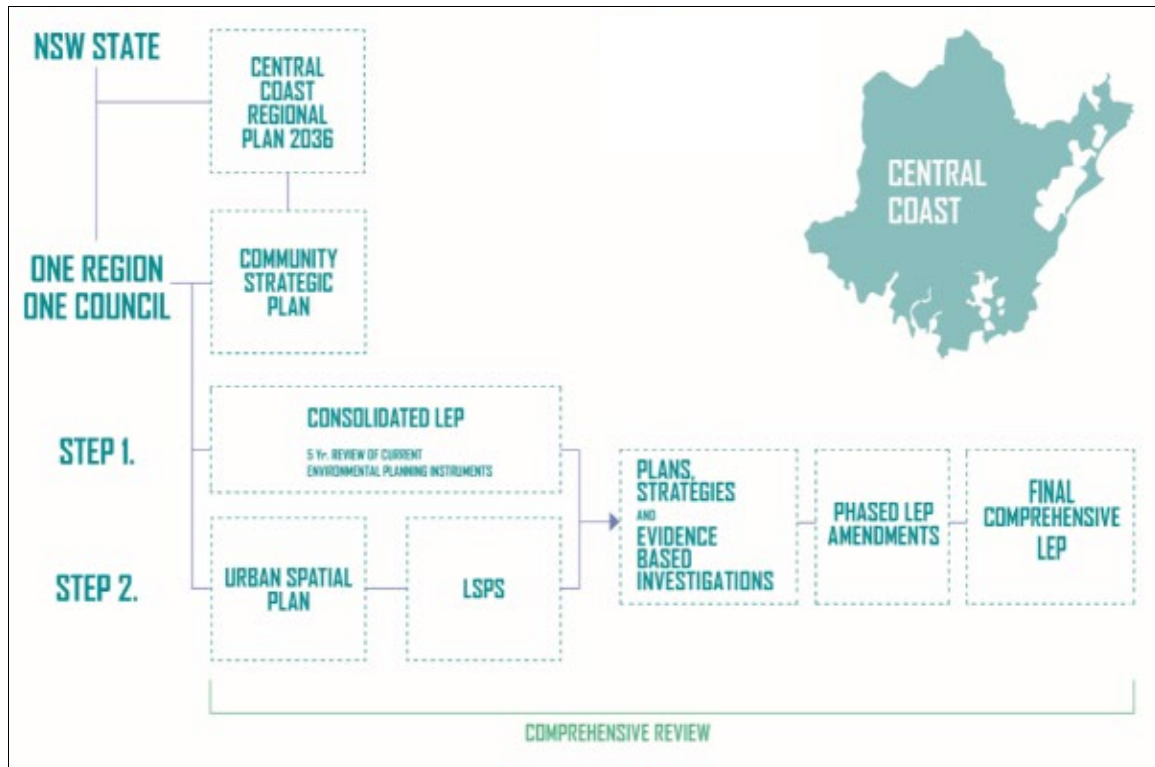 NSW STATE
CENTRAL
COAST
REGIONAL
PLAN 2036
CENTRAL
COAST
ONE REGION
ONE COUNCIL
COMMUNITY
STRATEGIC
PLAN
STEP 1.
CONSOLIDATED LEP
5 Yr. REVIEW OF CURRENT
ENVIRONMENTAL PLANNING INSTRUMENTS
STEP 2.
URBAN SPATIAL
PLAN
LSPS
PLANS,
STRATEGIES
AND
EVIDENCE
BASED
INVESTIGATIONS
PHASED LEP
AMENDMENTS
FINAL
COMPREHENSIVE
LEP
COMPREHENSIVE REVIEW